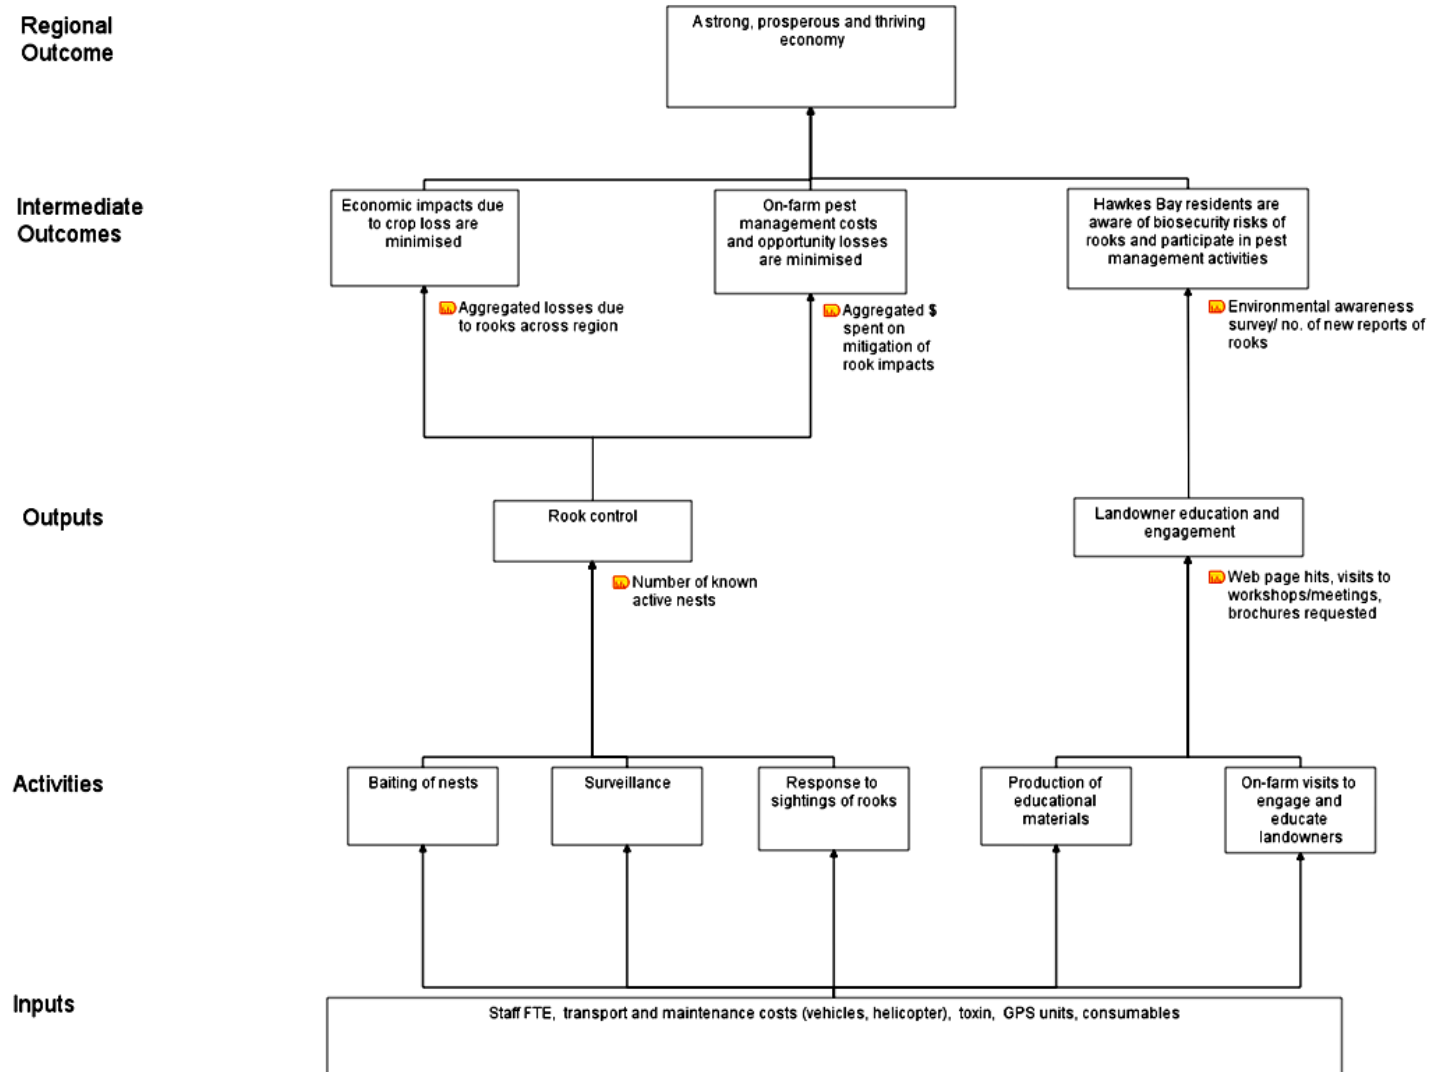 Regional
Outcome
A strong, prosperous and thriving
economy
Intermediate
Outcomes
Economic impacts due
to crop loss are
minimised
On-farm pest
management costs
and opportunity losses
are minimised
Hawkes Bay residents are
aware of biosecurity risks of
rooks and participate in pest
management activities
Aggregated losses due
to rooks across region
Aggregated $
spent on
mitigation of
rook impacts
Environmental awareness
survey/ no. of new reports of
rooks
Outputs
Rook control
Landowner education and
engagement
Number of known
active nests
Web page hits, visits to
workshops/meetings,
brochures requested
Activities
Baiting of nests
Surveillance
Response to
sightings of rooks
Production of
educational
materials
On-farm visits to
engage and
educate
landowners
Inputs
Staff FTE, transport and maintenance costs (vehicles, helicopter), toxin, GPS units, consumables